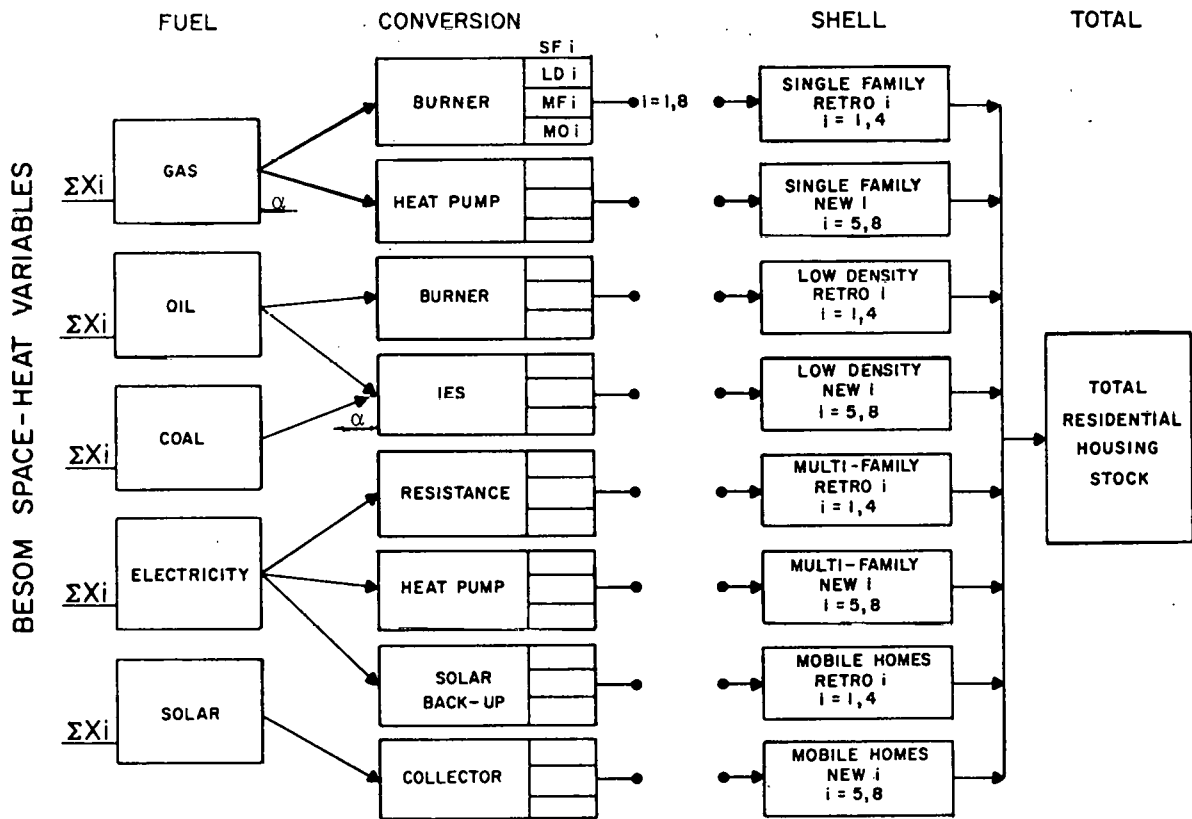 FUEL
CONVERSION
SHELL
TOTAL
BESOM SPACE-HEAT VARIABLES
ΣXi
GAS
α
ΣXi
OIL
ΣXi
COAL
ΣXi
ELECTRICITY
ΣXi
SOLAR
SF i
BURNER
LD i
MF i
MO i
i = 1,8
HEAT PUMP
BURNER
IES
α
RESISTANCE
HEAT PUMP
SOLAR
BACK-UP
COLLECTOR
SINGLE FAMILY
RETRO i
i = 1, 4
SINGLE FAMILY
NEW I
i = 5,8
LOW DENSITY
RETRO I
i = 1,4
LOW DENSITY
NEW I
i = 5,8
MULTI-FAMILY
RETRO i
i = 1,4
MULTI-FAMILY
NEW I
i = 5,8
MOBILE HOMES
RETRO i
i = 1,4
MOBILE HOMES
NEW i
i = 5,8
TOTAL
RESIDENTIAL
HOUSING
STOCK